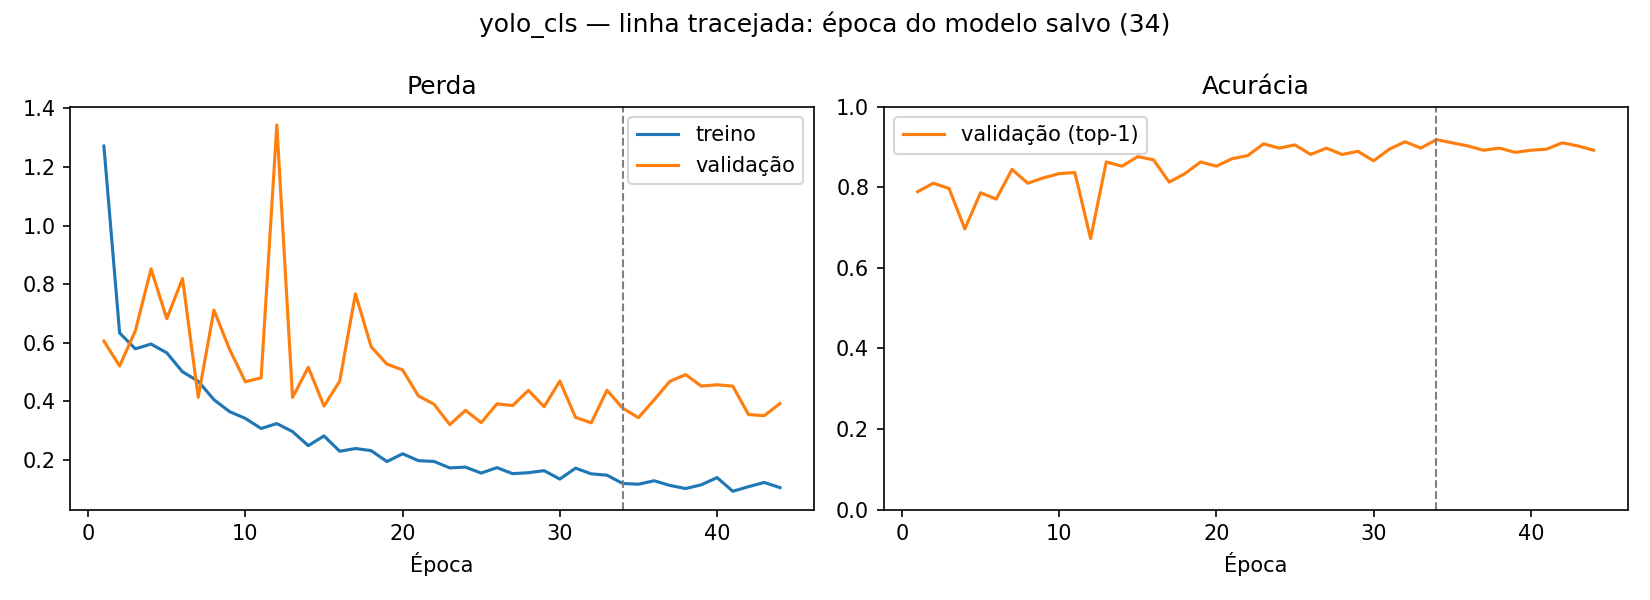 yolo_cls — linha tracejada: época do modelo salvo (34)
Perda
1.4
1.2
1.0
0.8
0.6
0.4
0.2
0
10
20
30
40
Época
treino
validação
Acurácia
1.0
0.8
0.6
0.4
0.2
0.0
0
10
20
30
40
Época
validação (top-1)